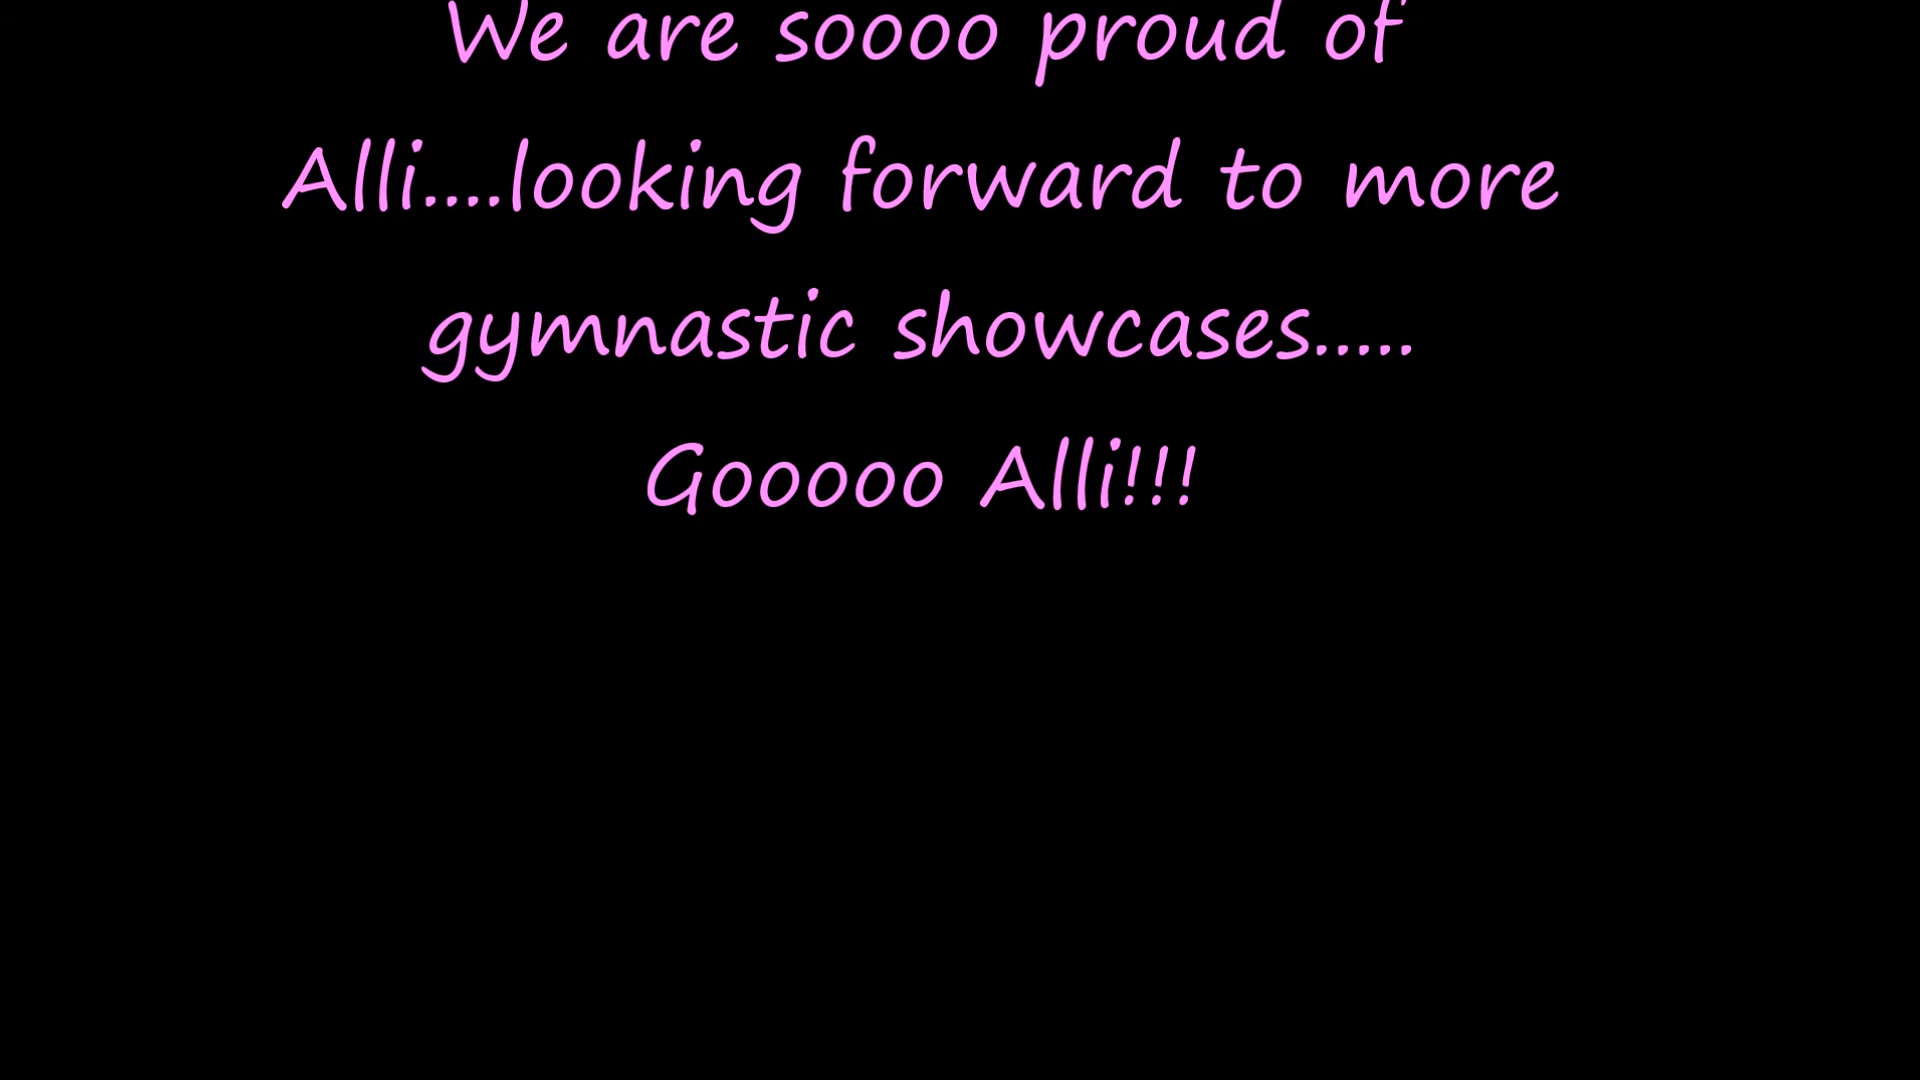 We are soooo proud of
Alli....looking forward to more
gymnastic showcases.....
Gooooo Alli!!!